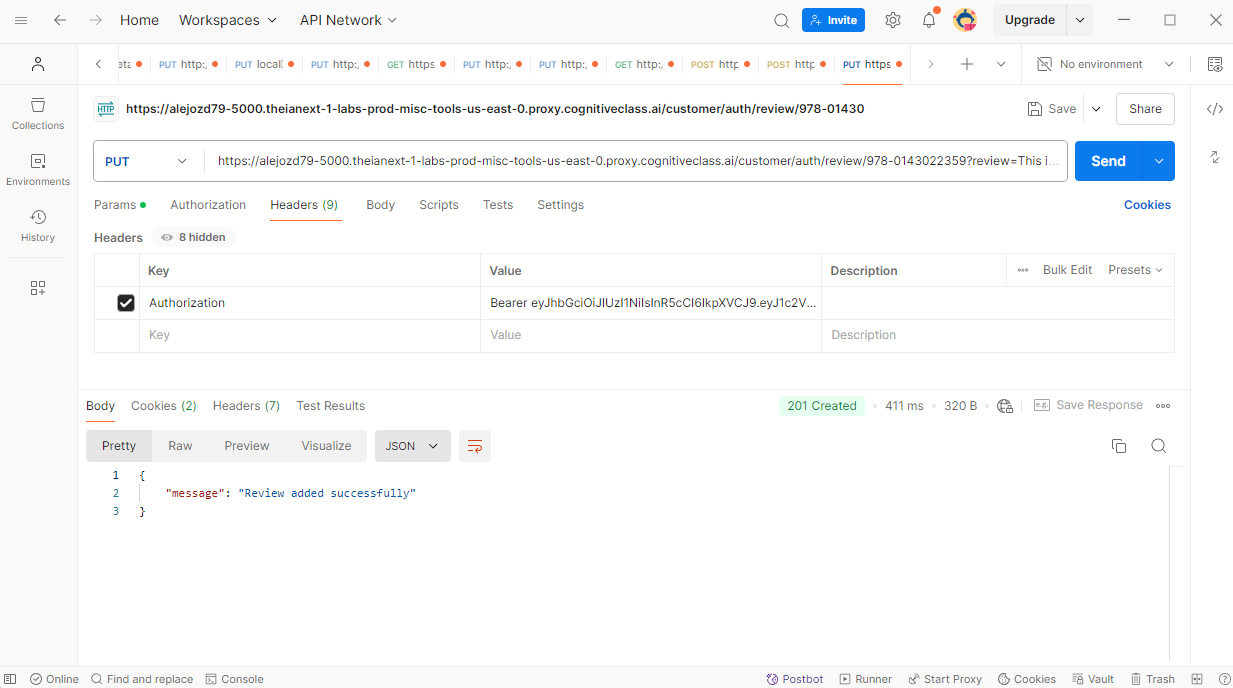 Home Workspaces API Network Invite Upgrade
eta PUT http:, PUT local PUT http:, GET https PUT http:, PUT http:, GET http:, POST http POST http PUT https No environment
HTTP https://alejozd79-5000.theianext-1-labs-prod-misc-tools-us-east-0.proxy.cognitiveclass.ai/customer/auth/review/978-01430 Save Share
Collections
PUT https://alejozd79-5000.theianext-1-labs-prod-misc-tools-us-east-0.proxy.cognitiveclass.ai/customer/auth/review/978-0143022359?review=This i... Send
Environments
Params Authorization Headers (9) Body Scripts Tests Settings Cookies
History
Headers 8 hidden
Key Value Description Bulk Edit Presets
Authorization Bearer eyJhbGciOiJIUzI1NiIsInR5cCI6IkpXVCJ9.eyJ1c2V...
Key Value Description
Body Cookies (2) Headers (7) Test Results 201 Created 411 ms 320 B e.g. Save Response
Pretty Raw Preview Visualize JSON
1 {
2 "message": "Review added successfully"
3 }
Online Find and replace Console Postbot Runner Start Proxy Cookies Vault Trash